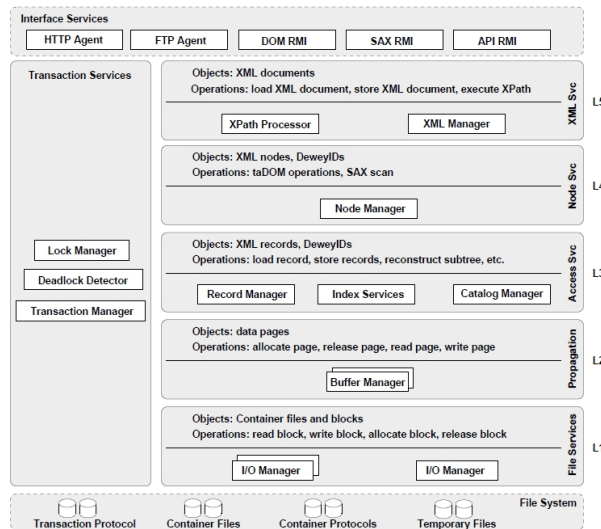 Interface Services
HTTP Agent
FTP Agent
DOM RMI
SAX RMI
API RMI
Transaction Services
Lock Manager
Deadlock Detector
Transaction Manager
Objects: XML documents
Operations: load XML document, store XML document, execute XPath
XPath Processor
XML Manager
XML Svc
L5
Objects: XML nodes, DeweyIDs
Operations: taDOM operations, SAX scan
Node Manager
Node Svc
L4
Objects: XML records, DeweyIDs
Operations: load record, store records, reconstruct subtree, etc.
Record Manager
Index Services
Catalog Manager
Access Svc
L3
Objects: data pages
Operations: allocate page, release page, read page, write page
Buffer Manager
Propagation
L2
Objects: Container files and blocks
Operations: read block, write block, allocate block, release block
I/O Manager
I/O Manager
File Services
L1
File System
Transaction Protocol
Container Files
Container Protocols
Temporary Files